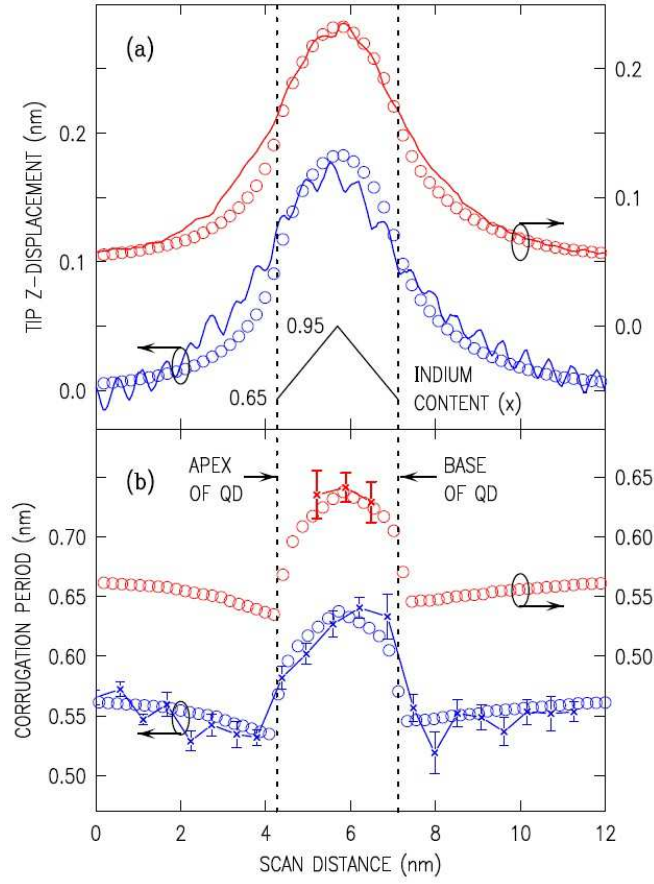 (a)
TIP Z-DISPLACEMENT (nm)
0.2
0.1
0.0
0.2
0.1
0.0
0.95
0.65
INDIUM
CONTENT (x)
(b)
APEX
OF QD
BASE
OF QD
CORRUGATION PERIOD (nm)
0.70
0.65
0.60
0.55
0.50
0.65
0.60
0.55
0.50
0 2 4 6 8 10 12
SCAN DISTANCE (nm)